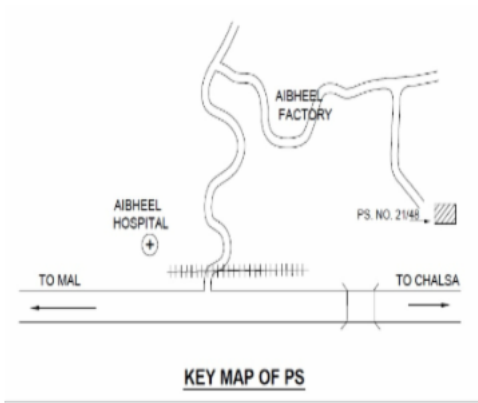 AIBHEEL
FACTORY
AIBHEEL
HOSPITAL
PS. NO. 21/48
TO MAL
TO CHALSA
KEY MAP OF PS